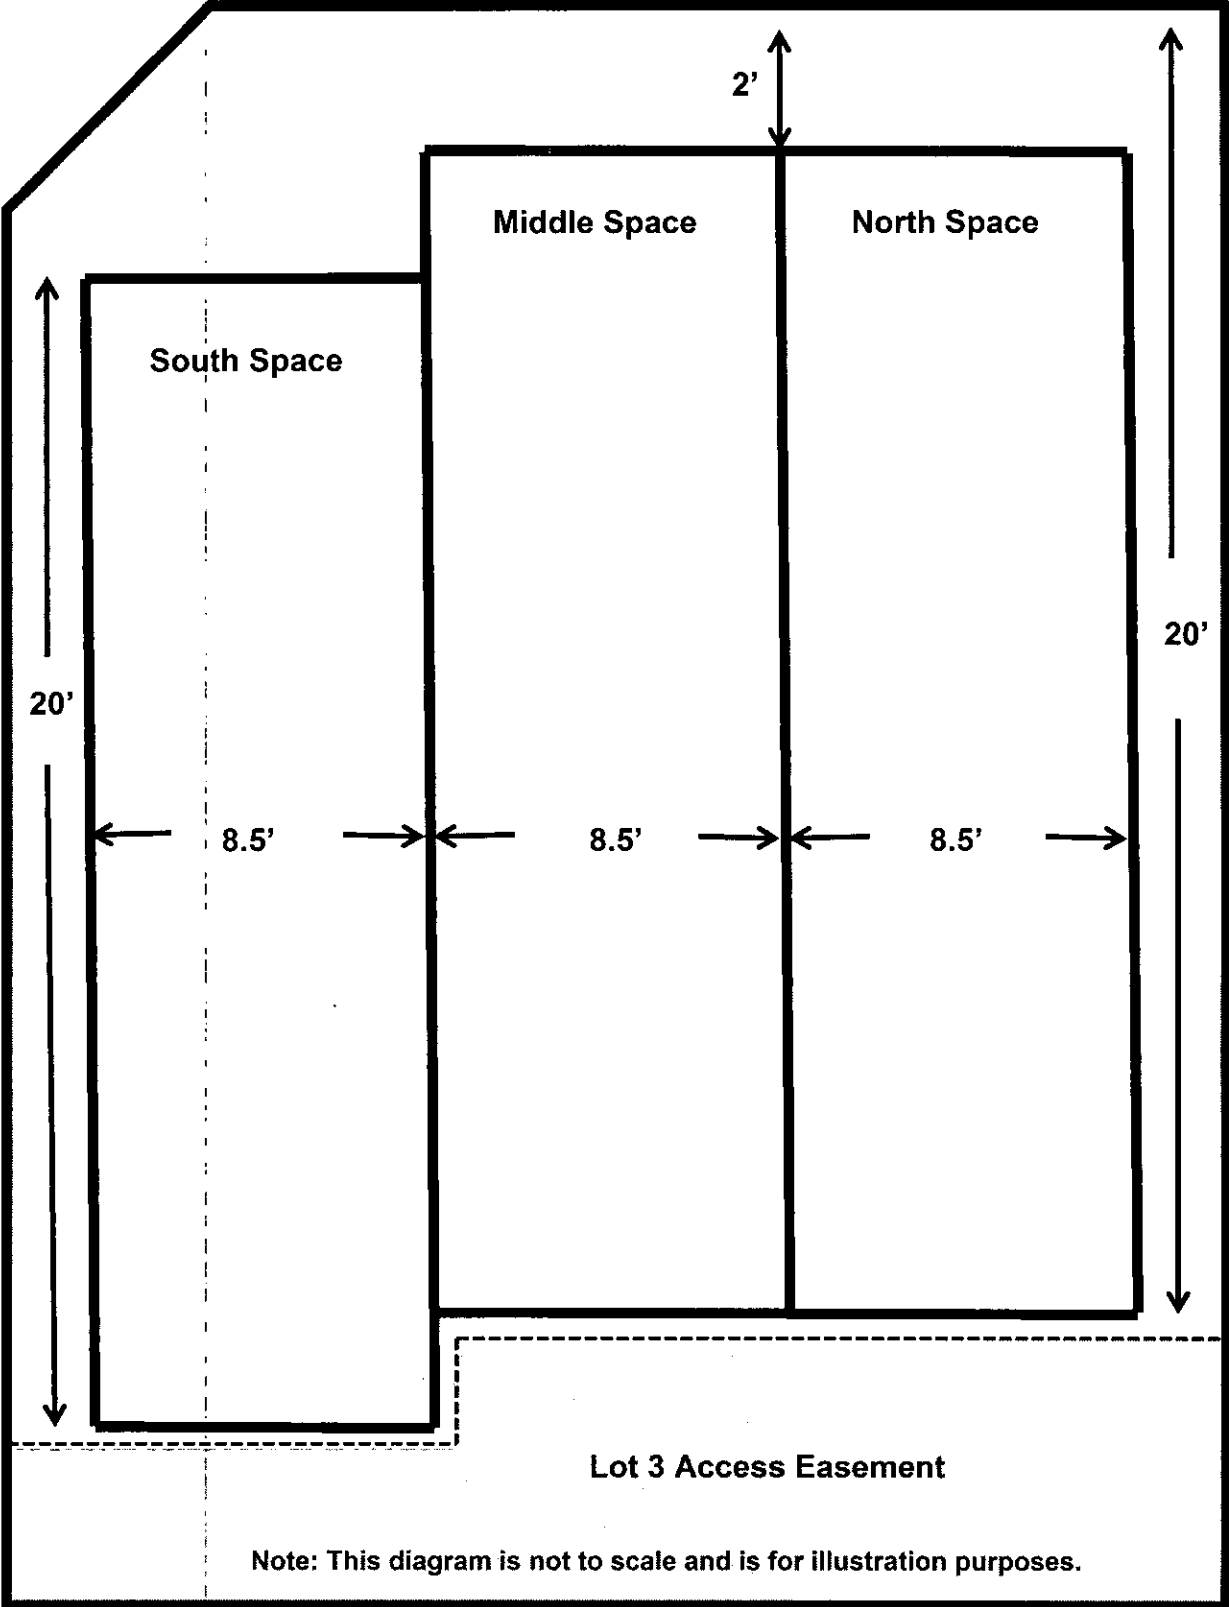 2’
Middle Space
North Space
South Space
20’
20’
8.5’
8.5’
8.5’
Lot 3 Access Easement
Note: This diagram is not to scale and is for illustration purposes.